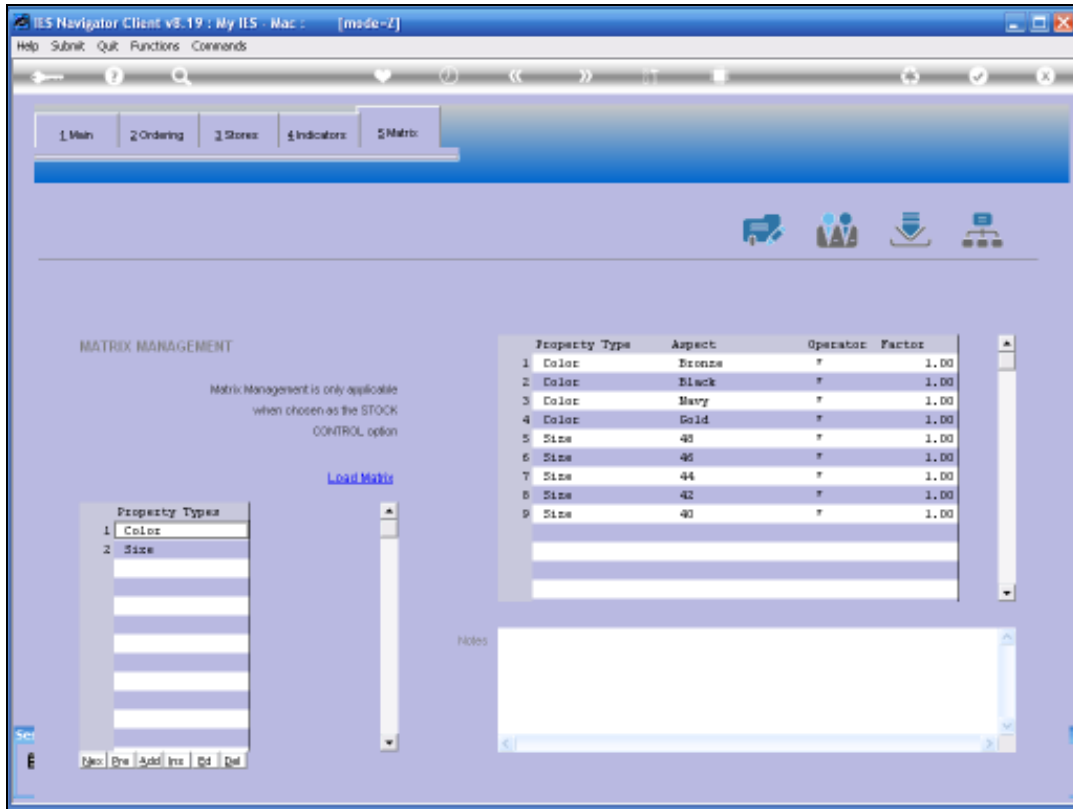 IES Navigator Client v8.19 : My IES - Mac : [mode=Z]
Help Submit Quit Functions Commands
1 Main 2 Ordering 3 Stores 4 Indicators 5 Matrix
MATRIX MANAGEMENT
Matrix Management is only applicable
when chosen as the STOCK
CONTROL option
Load Matrix
Property Types
1 Color
2 Size
Nex Pre Add Ins Ed Del
Property Type Aspect Operator Factor
1 Color Bronze * 1.00
2 Color Black * 1.00
3 Color Navy * 1.00
4 Color Gold * 1.00
5 Size 48 * 1.00
6 Size 46 * 1.00
7 Size 44 * 1.00
8 Size 42 * 1.00
9 Size 40 * 1.00
Notes
Se